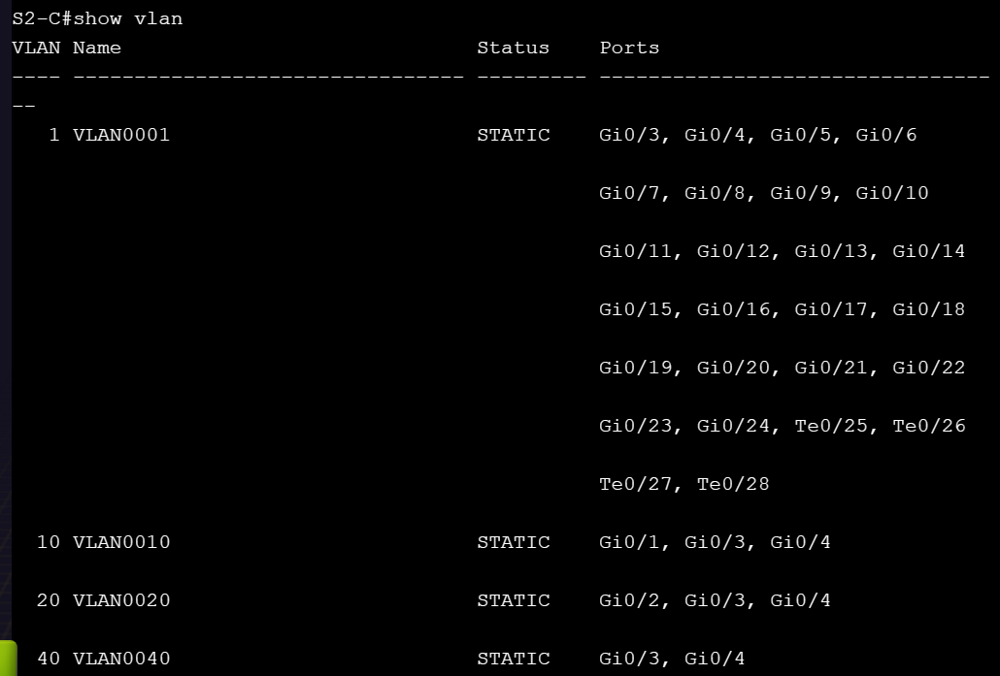 S2-C#show vlan
VLAN Name                             Status    Ports
---- -------------------------------- --------- --------------------------------
--
   1 VLAN0001                         STATIC    Gi0/3, Gi0/4, Gi0/5, Gi0/6
                                                Gi0/7, Gi0/8, Gi0/9, Gi0/10
                                                Gi0/11, Gi0/12, Gi0/13, Gi0/14
                                                Gi0/15, Gi0/16, Gi0/17, Gi0/18
                                                Gi0/19, Gi0/20, Gi0/21, Gi0/22
                                                Gi0/23, Gi0/24, Te0/25, Te0/26
                                                Te0/27, Te0/28
  10 VLAN0010                         STATIC    Gi0/1, Gi0/3, Gi0/4
  20 VLAN0020                         STATIC    Gi0/2, Gi0/3, Gi0/4
  40 VLAN0040                         STATIC    Gi0/3, Gi0/4